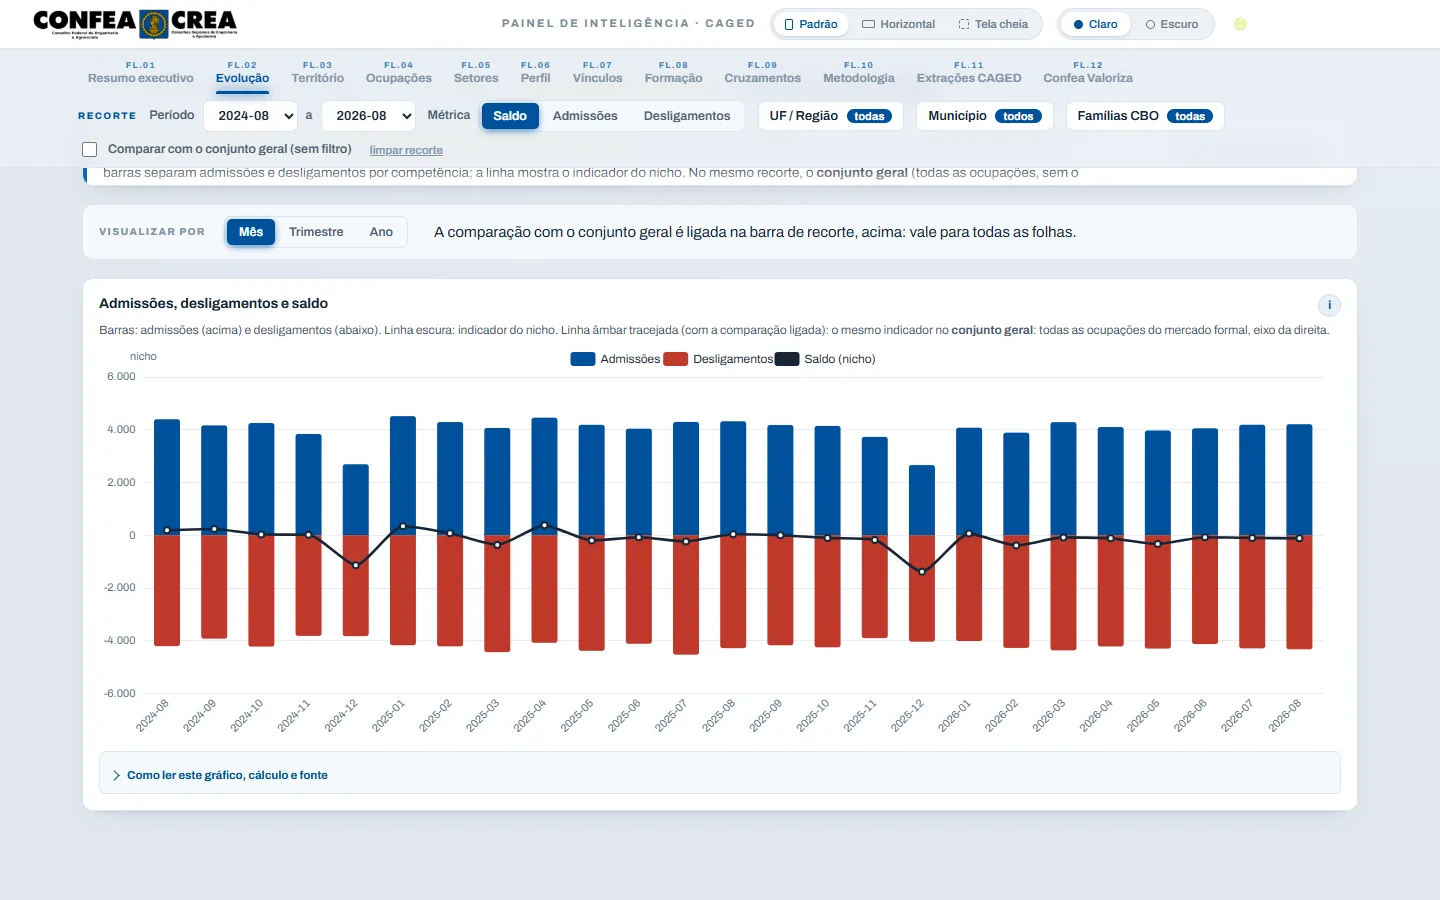 CONFEA CREA
Conselho Federal de Engenharia e Agronomia
Conselhos Regionais de Engenharia e Agronomia
PAINEL DE INTELIGÊNCIA · CAGED
Padrão Horizontal Tela cheia
Claro Escuro
FL.01 FL.02 FL.03 FL.04 FL.05 FL.06 FL.07 FL.08 FL.09 FL.10 FL.11 FL.12
Resumo executivo Evolução Território Ocupações Setores Perfil Vínculos Formação Cruzamentos Metodologia Extrações CAGED Confea Valoriza
RECORTE Período 2024-08 a 2026-08 Métrica Saldo Admissões Desligamentos UF / Região todas Município todos Famílias CBO todas
Comparar com o conjunto geral (sem filtro) limpar recorte
barras separam admissões e desligamentos por competência; a linha mostra o indicador do nicho. No mesmo recorte, o conjunto geral (todas as ocupações, sem o
VISUALIZAR POR Mês Trimestre Ano A comparação com o conjunto geral é ligada na barra de recorte, acima: vale para todas as folhas.
Admissões, desligamentos e saldo
i
Barras: admissões (acima) e desligamentos (abaixo). Linha escura: indicador do nicho. Linha âmbar tracejada (com a comparação ligada): o mesmo indicador no conjunto geral: todas as ocupações do mercado formal, eixo da direita.
nicho
Admissões Desligamentos Saldo (nicho)
6.000
4.000
2.000
0
-2.000
-4.000
-6.000
2024-08 2024-09 2024-10 2024-11 2024-12 2025-01 2025-02 2025-03 2025-04 2025-05 2025-06 2025-07 2025-08 2025-09 2025-10 2025-11 2025-12 2026-01 2026-02 2026-03 2026-04 2026-05 2026-06 2026-07 2026-08
Como ler este gráfico, cálculo e fonte